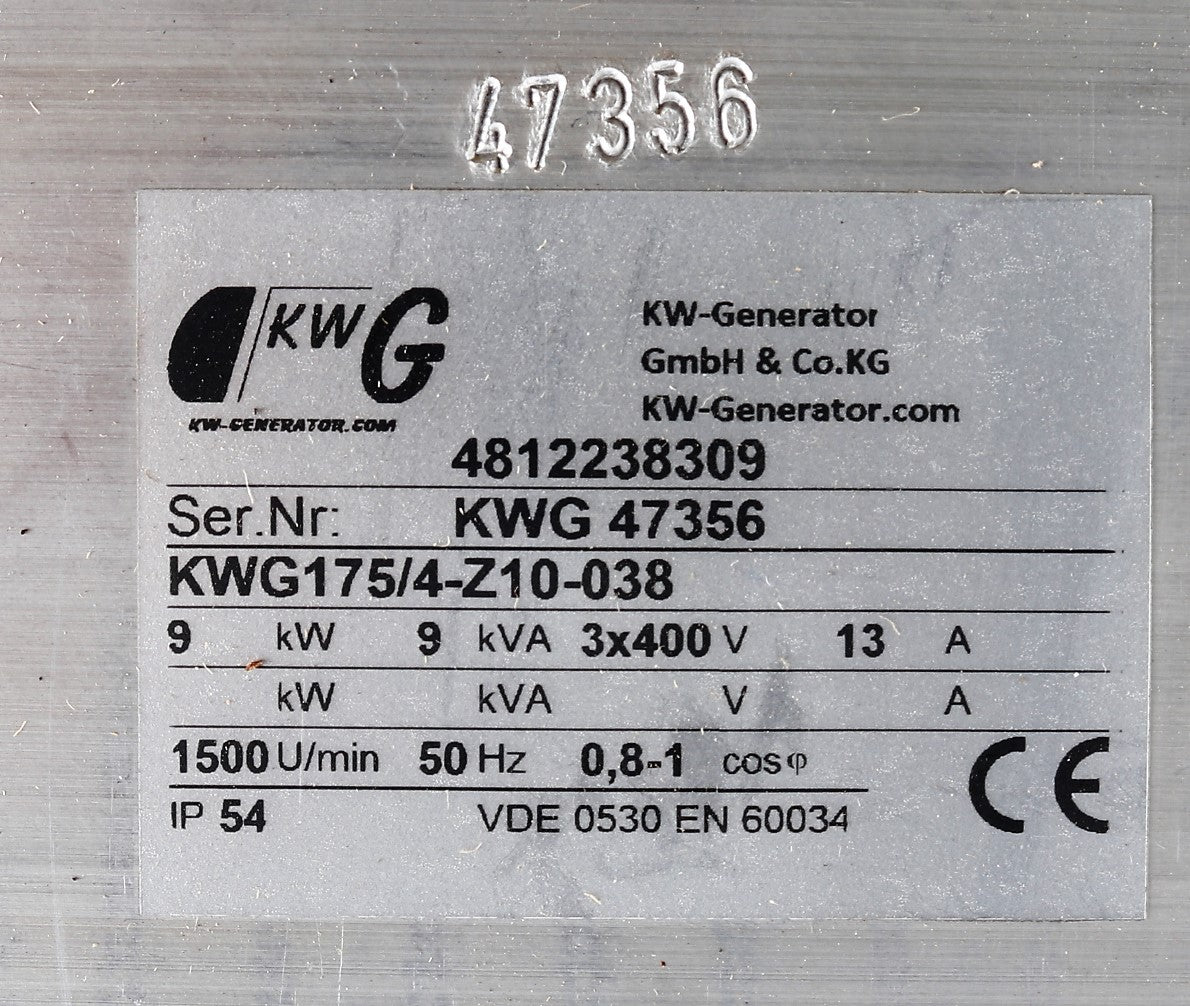 47356
KWG
KW-GENERATOR.COM
KW-Generator
GmbH & Co.KG
KW-Generator.com
4812238309
Ser.Nr: KWG 47356
KWG175/4-Z10-038
9 kW 9 kVA 3x400 V 13 A
kW kVA V A
1500 U/min 50 Hz 0,8-1 cosφ
IP 54 VDE 0530 EN 60034
CE